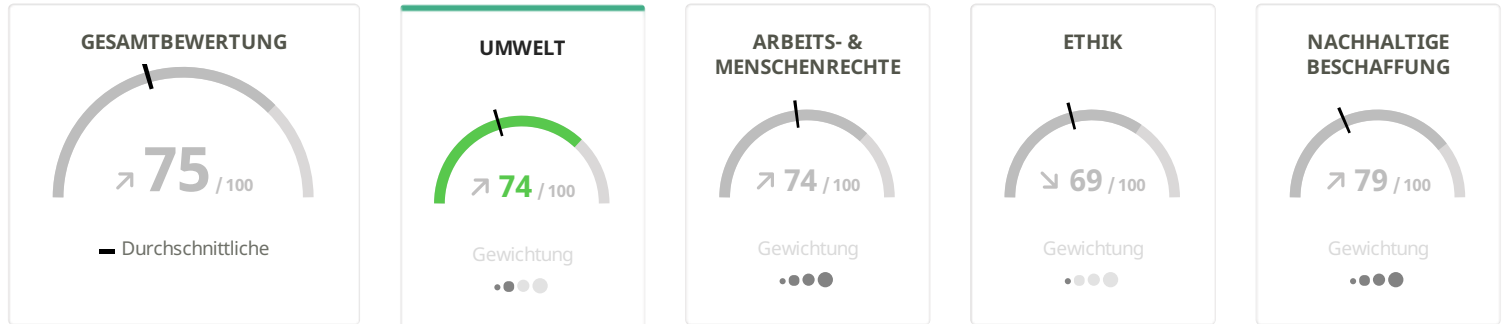 GESAMTBEWERTUNG
75 / 100
Durchschnittliche
UMWELT
74 / 100
Gewichtung
ARBEITS- &
MENSCHENRECHTE
74 / 100
Gewichtung
ETHIK
69 / 100
Gewichtung
NACHHALTIGE
BESCHAFFUNG
79 / 100
Gewichtung